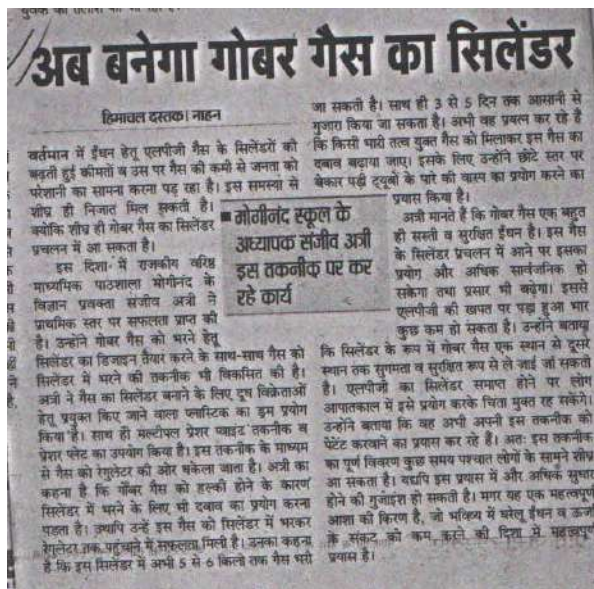 अब बनेगा गोबर गैस का सिलेंडर
हिमाचल दस्तक। नाहन
वर्तमान में ईंधन हेतु एलपीजी गैस के सिलेंडरों की
बढ़ती हुई कीमतों व उस पर गैस की कमी से जनता को
परेशानी का सामना करना पड़ रहा है। इस समस्या से
शीघ्र ही निजात मिल सकती है।
क्योंकि शीघ्र ही गोबर गैस का सिलेंडर
प्रचलन में आ सकता है।
इस दिशा में राजकीय वरिष्ठ
माध्यमिक पाठशाला मोगीनंद के
विज्ञान प्रवक्ता संजीव अत्री ने
प्राथमिक स्तर पर सफलता प्राप्त की
है। उन्होंने गोबर गैस को भरने हेतु
सिलेंडर का डिजाइन तैयार करने के साथ-साथ गैस को
सिलेंडर में भरने की तकनीक भी विकसित की है।
अत्री ने गैस का सिलेंडर बनाने के लिए दूध विक्रेताओं
हेतु प्रयुक्त किए जाने वाला प्लास्टिक का ड्रम प्रयोग
किया है। साथ ही मल्टीपल प्रेशर प्वाइंट तकनीक व
प्रेशर प्लेट का उपयोग किया है। इस तकनीक के माध्यम
से गैस को रेगुलेटर की ओर धकेला जाता है। अत्री का
कहना है कि गोबर गैस को हल्की होने के कारण
सिलेंडर में भरने के लिए भी दबाव का प्रयोग करना
पड़ता है। तथापि उन्हें इस गैस को सिलेंडर में भरकर
रेगुलेटर तक पहुंचाने में सफलता मिली है। उनका कहना
है कि इस सिलेंडर में अभी 5 से 6 किलो तक गैस भरी
■ मोगीनंद स्कूल के
अध्यापक संजीव अत्री
इस तकनीक पर कर
रहे कार्य
जा सकती है। साथ ही 3 से 5 दिन तक आसानी से
गुजारा किया जा सकता है। अभी वह प्रयत्न कर रहे हैं
कि किसी भारी तत्व युक्त गैस को मिलाकर इस गैस का
दबाव बढ़ाया जाए। इसके लिए उन्होंने छोटे स्तर पर
बेकार पड़ी ट्यूबों के पारे की वाष्प का प्रयोग करने का
प्रयास किया है।
अत्री मानते हैं कि गोबर गैस एक बहुत
ही सस्ती व सुरक्षित ईंधन है। इस गैस
के सिलेंडर प्रचलन में आने पर इसका
प्रयोग और अधिक सार्वजनिक हो
सकेगा तथा प्रसार भी बढ़ेगा। इससे
एलपीजी की खपत पर पड़ा हुआ भार
कुछ कम हो सकता है। उन्होंने बताया
कि सिलेंडर के रूप में गोबर गैस एक स्थान से दूसरे
स्थान तक सुगमता व सुरक्षित रूप से ले जाई जा सकती
है। एलपीजी का सिलेंडर समाप्त होने पर लोग
आपातकाल में इसे प्रयोग करके चिंता मुक्त रह सकेंगे।
उन्होंने बताया कि वह अभी अपनी इस तकनीक को
पेटेंट करवाने का प्रयास कर रहे हैं। अतः इस तकनीक
का पूर्ण विवरण कुछ समय पश्चात लोगों के सामने शीघ्र
आ सकता है। यद्यपि इस प्रयास में और अधिक सुधार
होने की गुजांइश हो सकती है। मगर यह एक महत्वपूर्ण
आशा की किरण है, जो भविष्य में घरेलू ईंधन व ऊर्जा
के संकट को कम करने की दिशा में महत्वपूर्ण
प्रयास है।